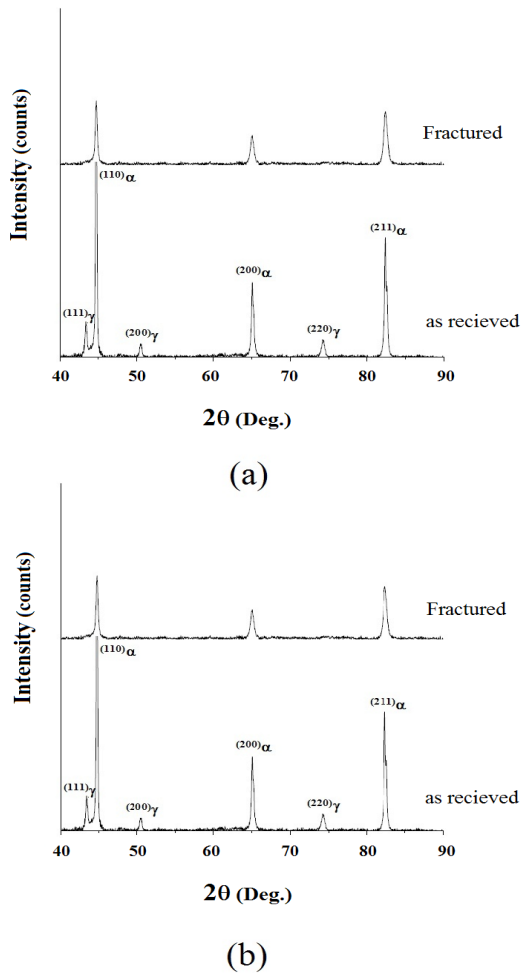 Fractured
(110)α
(211)α
(200)α
(111)γ
(200)γ
(220)γ
as recieved
Intensity (counts)
40 50 60 70 80 90
2θ (Deg.)
(a)
Fractured
(110)α
(211)α
(200)α
(111)γ
(200)γ
(220)γ
as recieved
Intensity (counts)
40 50 60 70 80 90
2θ (Deg.)
(b)